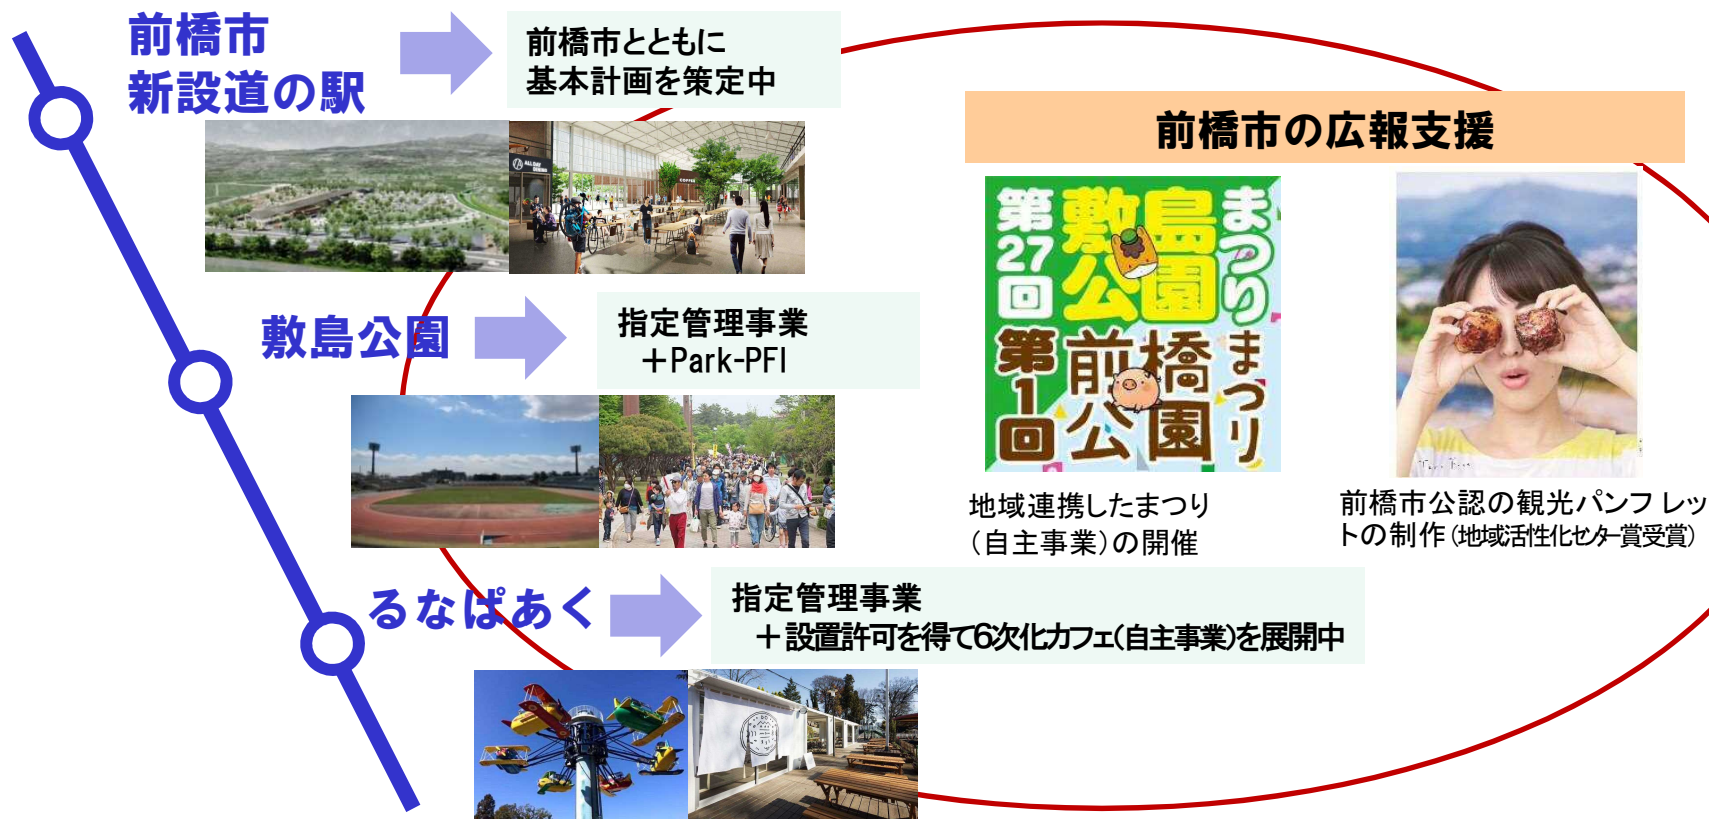 前橋市
新設道の駅
前橋市とともに
基本計画を策定中
ALL DAY
DINING
COFFEE
敷島公園
指定管理事業
＋Park-PFI
るなぱあく
指定管理事業
＋設置許可を得て6次化カフェ(自主事業)を展開中
前橋市の広報支援
第27回 敷島公園まつり
第1回 前橋公園まつり
地域連携したまつり
（自主事業）の開催
前橋市公認の観光パンフレッ
トの制作（地域活性化センター賞受賞）